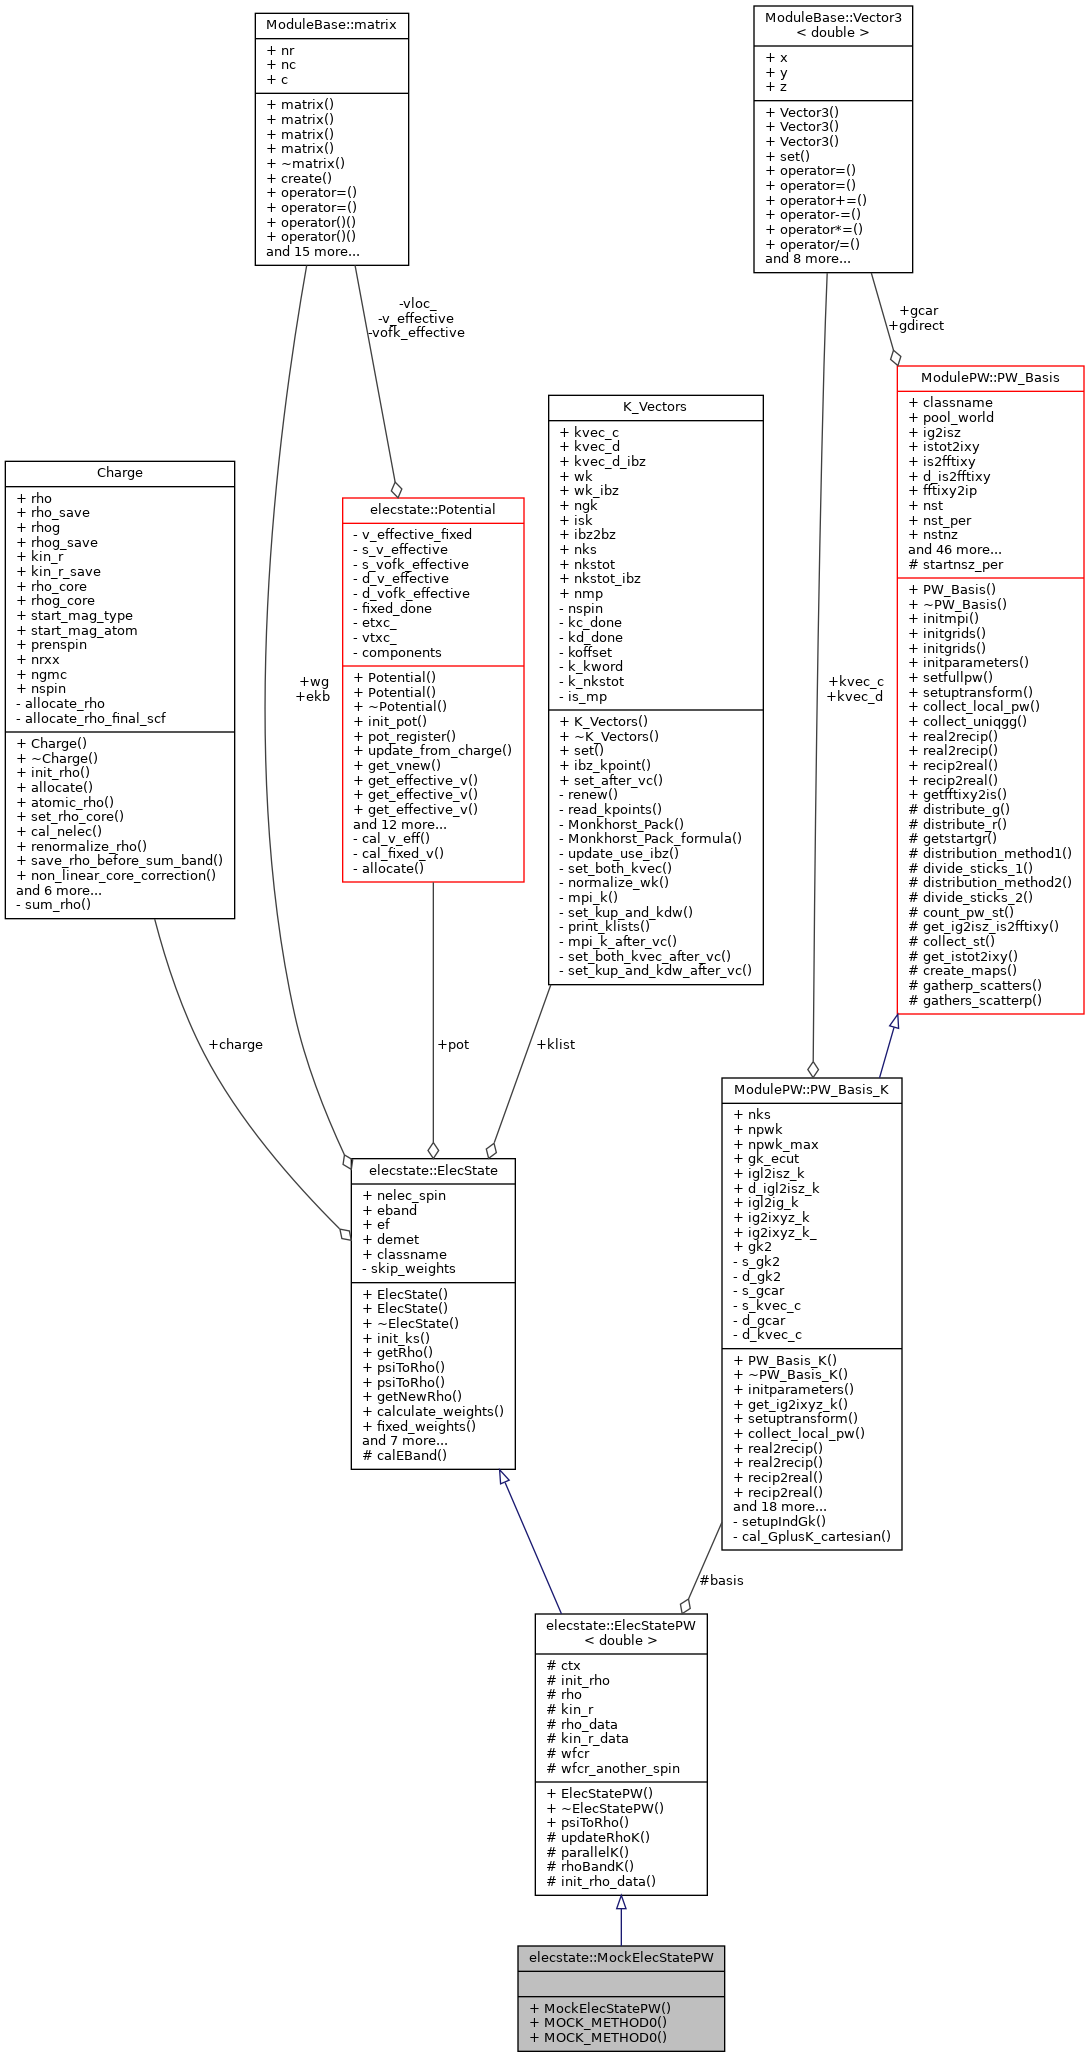 ModuleBase::matrix
+ nr
+ nc
+ c
+ matrix()
+ matrix()
+ matrix()
+ matrix()
+ ~matrix()
+ create()
+ operator=()
+ operator=()
+ operator()()
+ operator()()
and 15 more...
ModuleBase::Vector3
< double >
+ x
+ y
+ z
+ Vector3()
+ Vector3()
+ Vector3()
+ set()
+ operator=()
+ operator=()
+ operator+=()
+ operator-=()
+ operator*=()
+ operator/=()
and 8 more...
-vloc_
-v_effective
-vofk_effective
+gcar
+gdirect
Charge
+ rho
+ rho_save
+ rhog
+ rhog_save
+ kin_r
+ kin_r_save
+ rho_core
+ rhog_core
+ start_mag_type
+ start_mag_atom
+ prenspin
+ nrxx
+ ngmc
+ nspin
- allocate_rho
- allocate_rho_final_scf
+ Charge()
+ ~Charge()
+ init_rho()
+ allocate()
+ atomic_rho()
+ set_rho_core()
+ cal_nelec()
+ renormalize_rho()
+ save_rho_before_sum_band()
+ non_linear_core_correction()
and 6 more...
- sum_rho()
+wg
+ekb
elecstate::Potential
- v_effective_fixed
- s_v_effective
- s_vofk_effective
- d_v_effective
- d_vofk_effective
- fixed_done
- etxc_
- vtxc_
- components
+ Potential()
+ Potential()
+ ~Potential()
+ init_pot()
+ pot_register()
+ update_from_charge()
+ get_vnew()
+ get_effective_v()
+ get_effective_v()
+ get_effective_v()
and 12 more...
- cal_v_eff()
- cal_fixed_v()
- allocate()
K_Vectors
+ kvec_c
+ kvec_d
+ kvec_d_ibz
+ wk
+ wk_ibz
+ ngk
+ isk
+ ibz2bz
+ nks
+ nkstot
+ nkstot_ibz
+ nmp
- nspin
- kc_done
- kd_done
- koffset
- k_kword
- k_nkstot
- is_mp
+ K_Vectors()
+ ~K_Vectors()
+ set()
+ ibz_kpoint()
+ set_after_vc()
- renew()
- read_kpoints()
- Monkhorst_Pack()
- Monkhorst_Pack_formula()
- update_use_ibz()
- set_both_kvec()
- normalize_wk()
- mpi_k()
- set_kup_and_kdw()
- print_klists()
- mpi_k_after_vc()
- set_both_kvec_after_vc()
- set_kup_and_kdw_after_vc()
+kvec_c
+kvec_d
ModulePW::PW_Basis
+ classname
+ pool_world
+ ig2isz
+ istot2ixy
+ is2fftixy
+ d_is2fftixy
+ fftixy2ip
+ nst
+ nst_per
+ nstnz
and 46 more...
# startnsz_per
+ PW_Basis()
+ ~PW_Basis()
+ initmpi()
+ initgrids()
+ initgrids()
+ initparameters()
+ setfullpw()
+ setuptransform()
+ collect_local_pw()
+ collect_uniqgg()
+ real2recip()
+ real2recip()
+ recip2real()
+ recip2real()
+ getfftixy2is()
# distribute_g()
# distribute_r()
# getstartgr()
# distribution_method1()
# divide_sticks_1()
# distribution_method2()
# divide_sticks_2()
# count_pw_st()
# get_ig2isz_is2fftixy()
# collect_st()
# get_istot2ixy()
# create_maps()
# gatherp_scatters()
# gathers_scatterp()
+charge
+pot
+klist
elecstate::ElecState
+ nelec_spin
+ eband
+ ef
+ demet
+ classname
- skip_weights
+ ElecState()
+ ElecState()
+ ~ElecState()
+ init_ks()
+ getRho()
+ psiToRho()
+ psiToRho()
+ getNewRho()
+ calculate_weights()
+ fixed_weights()
and 7 more...
# calEBand()
ModulePW::PW_Basis_K
+ nks
+ npwk
+ npwk_max
+ gk_ecut
+ igl2isz_k
+ d_igl2isz_k
+ igl2ig_k
+ ig2ixyz_k
+ ig2ixyz_k_
+ gk2
- s_gk2
- d_gk2
- s_gcar
- s_kvec_c
- d_gcar
- d_kvec_c
+ PW_Basis_K()
+ ~PW_Basis_K()
+ initparameters()
+ get_ig2ixyz_k()
+ setuptransform()
+ collect_local_pw()
+ real2recip()
+ real2recip()
+ recip2real()
+ recip2real()
and 18 more...
- setupIndGk()
- cal_GplusK_cartesian()
#basis
elecstate::ElecStatePW
< double >
# ctx
# init_rho
# rho
# kin_r
# rho_data
# kin_r_data
# wfcr
# wfcr_another_spin
+ ElecStatePW()
+ ~ElecStatePW()
+ psiToRho()
# updateRhoK()
# parallelK()
# rhoBandK()
# init_rho_data()
elecstate::MockElecStatePW
+ MockElecStatePW()
+ MOCK_METHOD0()
+ MOCK_METHOD0()